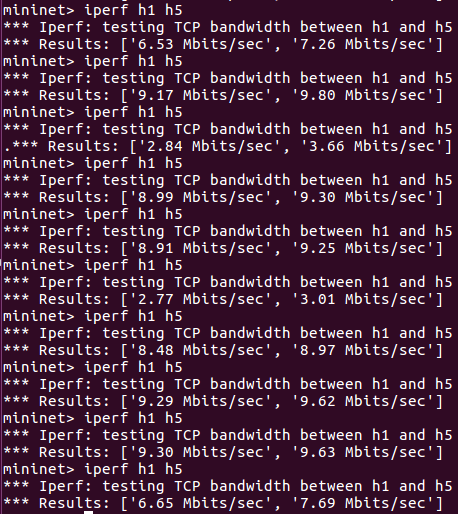 mininet> iperf h1 h5
*** Iperf: testing TCP bandwidth between h1 and h5
*** Results: ['6.53 Mbits/sec', '7.26 Mbits/sec']
mininet> iperf h1 h5
*** Iperf: testing TCP bandwidth between h1 and h5
*** Results: ['9.17 Mbits/sec', '9.80 Mbits/sec']
mininet> iperf h1 h5
*** Iperf: testing TCP bandwidth between h1 and h5
.*** Results: ['2.84 Mbits/sec', '3.66 Mbits/sec']
mininet> iperf h1 h5
*** Iperf: testing TCP bandwidth between h1 and h5
*** Results: ['8.99 Mbits/sec', '9.30 Mbits/sec']
mininet> iperf h1 h5
*** Iperf: testing TCP bandwidth between h1 and h5
*** Results: ['8.91 Mbits/sec', '9.25 Mbits/sec']
mininet> iperf h1 h5
*** Iperf: testing TCP bandwidth between h1 and h5
*** Results: ['2.77 Mbits/sec', '3.01 Mbits/sec']
mininet> iperf h1 h5
*** Iperf: testing TCP bandwidth between h1 and h5
*** Results: ['8.48 Mbits/sec', '8.97 Mbits/sec']
mininet> iperf h1 h5
*** Iperf: testing TCP bandwidth between h1 and h5
*** Results: ['9.29 Mbits/sec', '9.62 Mbits/sec']
mininet> iperf h1 h5
*** Iperf: testing TCP bandwidth between h1 and h5
*** Results: ['9.30 Mbits/sec', '9.63 Mbits/sec']
mininet> iperf h1 h5
*** Iperf: testing TCP bandwidth between h1 and h5
*** Results: ['6.65 Mbits/sec', '7.69 Mbits/sec']